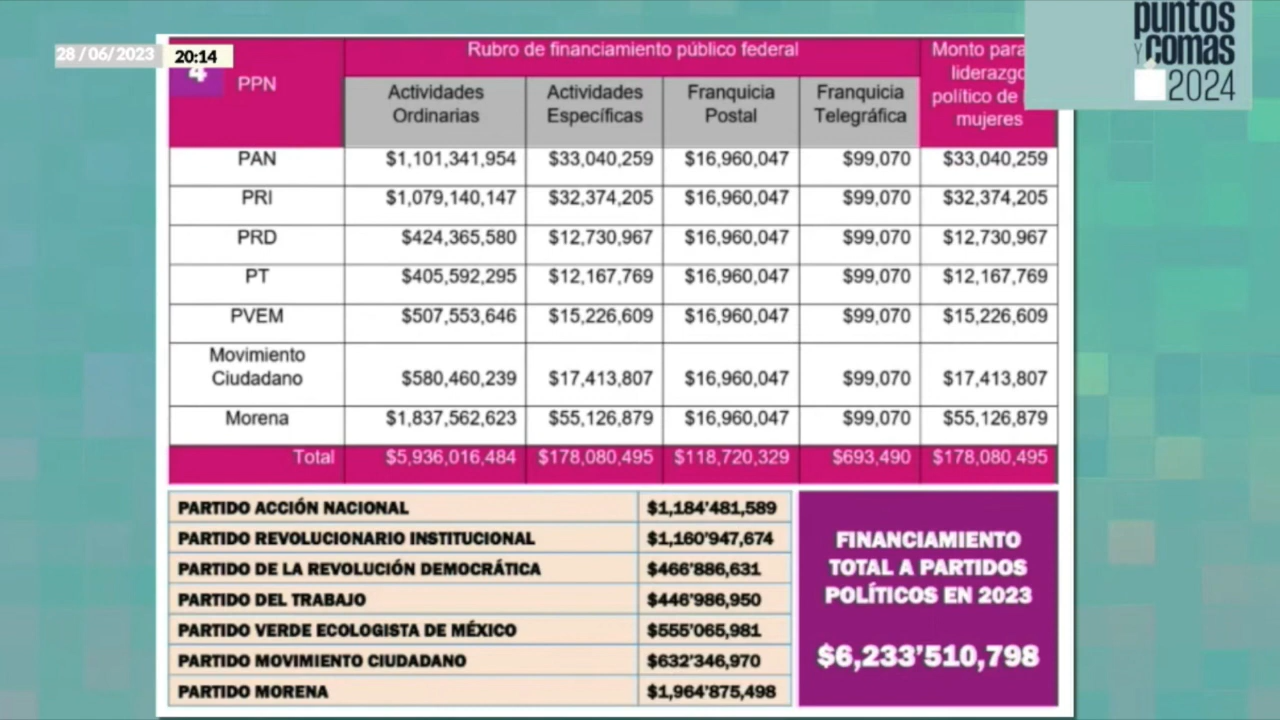 28/06/2023 20:14
puntos
y comas
2024
4
PPN
Rubro de financiamiento público federal
Monto para
liderazgo
político de
mujeres
Actividades
Ordinarias
Actividades
Específicas
Franquicia
Postal
Franquicia
Telegráfica
PAN $1,101,341,954 $33,040,259 $16,960,047 $99,070 $33,040,259
PRI $1,079,140,147 $32,374,205 $16,960,047 $99,070 $32,374,205
PRD $424,365,580 $12,730,967 $16,960,047 $99,070 $12,730,967
PT $405,592,295 $12,167,769 $16,960,047 $99,070 $12,167,769
PVEM $507,553,646 $15,226,609 $16,960,047 $99,070 $15,226,609
Movimiento
Ciudadano $580,460,239 $17,413,807 $16,960,047 $99,070 $17,413,807
Morena $1,837,562,623 $55,126,879 $16,960,047 $99,070 $55,126,879
Total $5,936,016,484 $178,080,495 $118,720,329 $693,490 $178,080,495
PARTIDO ACCIÓN NACIONAL $1,184'481,589
PARTIDO REVOLUCIONARIO INSTITUCIONAL $1,160'947,674
PARTIDO DE LA REVOLUCIÓN DEMOCRÁTICA $466'886,631
PARTIDO DEL TRABAJO $446'986,950
PARTIDO VERDE ECOLOGISTA DE MÉXICO $555'065,981
PARTIDO MOVIMIENTO CIUDADANO $632'346,970
PARTIDO MORENA $1,964'875,498
FINANCIAMIENTO
TOTAL A PARTIDOS
POLÍTICOS EN 2023
$6,233'510,798